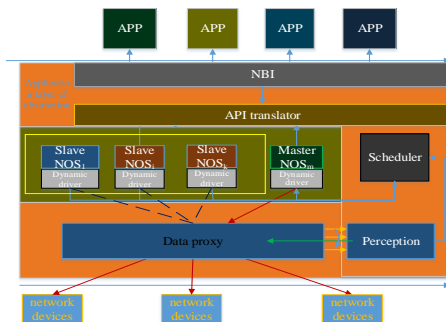 APP APP APP APP
NBI
API translator
Slave NOS1
Dynamic driver
Slave NOSi
Dynamic driver
Slave NOSk
Dynamic driver
Master NOSm
Dynamic driver
Scheduler
Data proxy
Perception
network devices
network devices
network devices